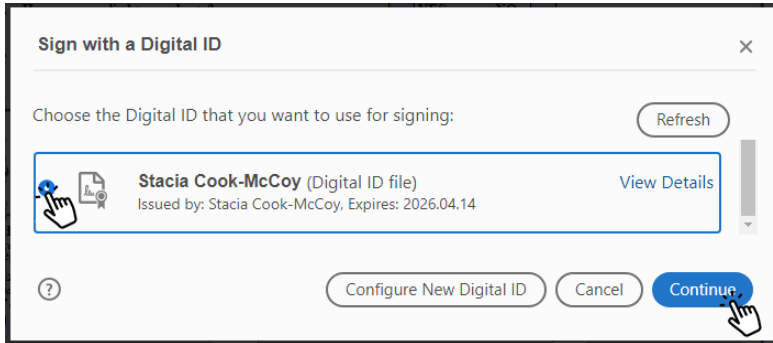 Sign with a Digital ID
Choose the Digital ID that you want to use for signing:
Refresh
Stacia Cook-McCoy (Digital ID file)
View Details
Issued by: Stacia Cook-McCoy, Expires: 2026.04.14
?
Configure New Digital ID
Cancel
Continue